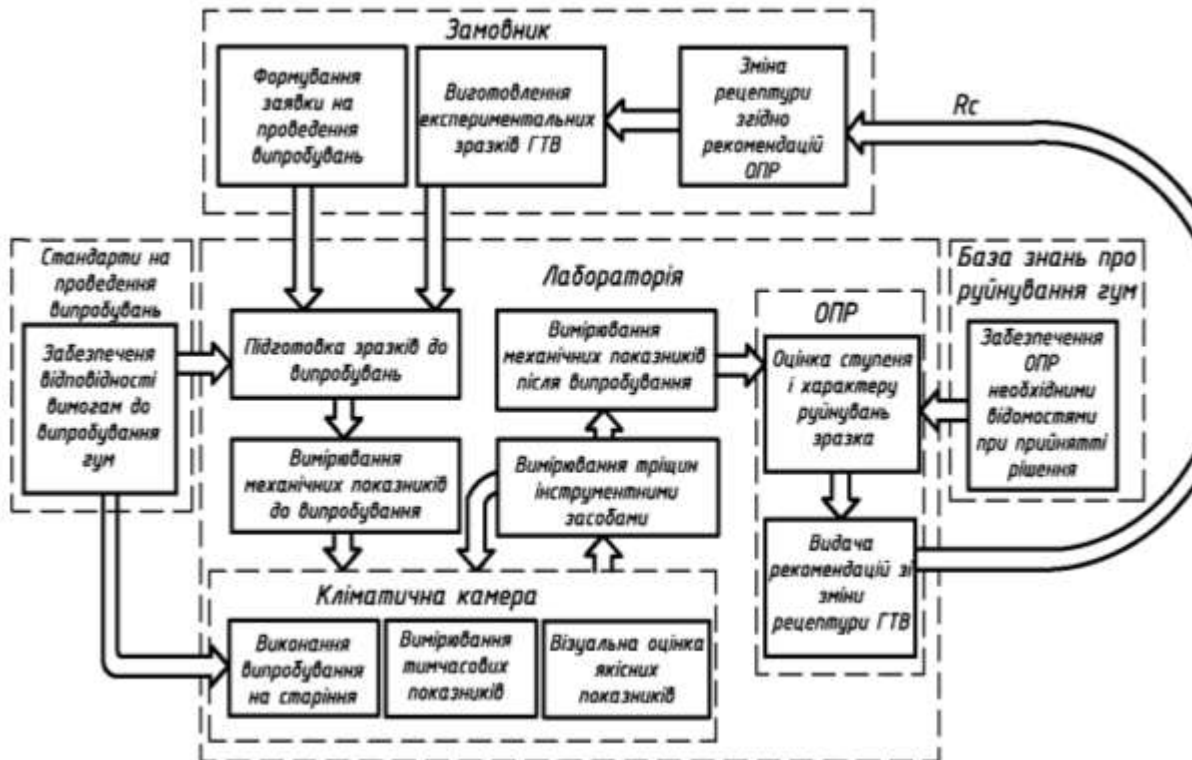 Замовник
Формування
заявки на
проведення
випробувань
Виготовлення
експериментальних
зразків ГТВ
Зміна
рецептури
згідно
рекомендацій
ОПР
Rc
Стандарти на
проведення
випробувань
Забезпеченя
відповідності
вимогам до
випробування
гум
Лабораторія
Підготовка зразків до
випробувань
Вимірювання
механічних показників
до випробування
Вимірювання
механічних показників
після випробування
Вимірювання тріщин
інструментними
засобами
Кліматична камера
Виконання
випробування
на старіння
Вимірювання
тимчасових
показників
Візуальна оцінка
якісних
показників
ОПР
Оцінка ступеня
і характеру
руйнувань
зразка
Видача
рекомендацій зі
зміни
рецептури ГТВ
База знань про
руйнування гум
Забезпечення
ОПР
необхідними
відомостями
при прийнятті
рішення